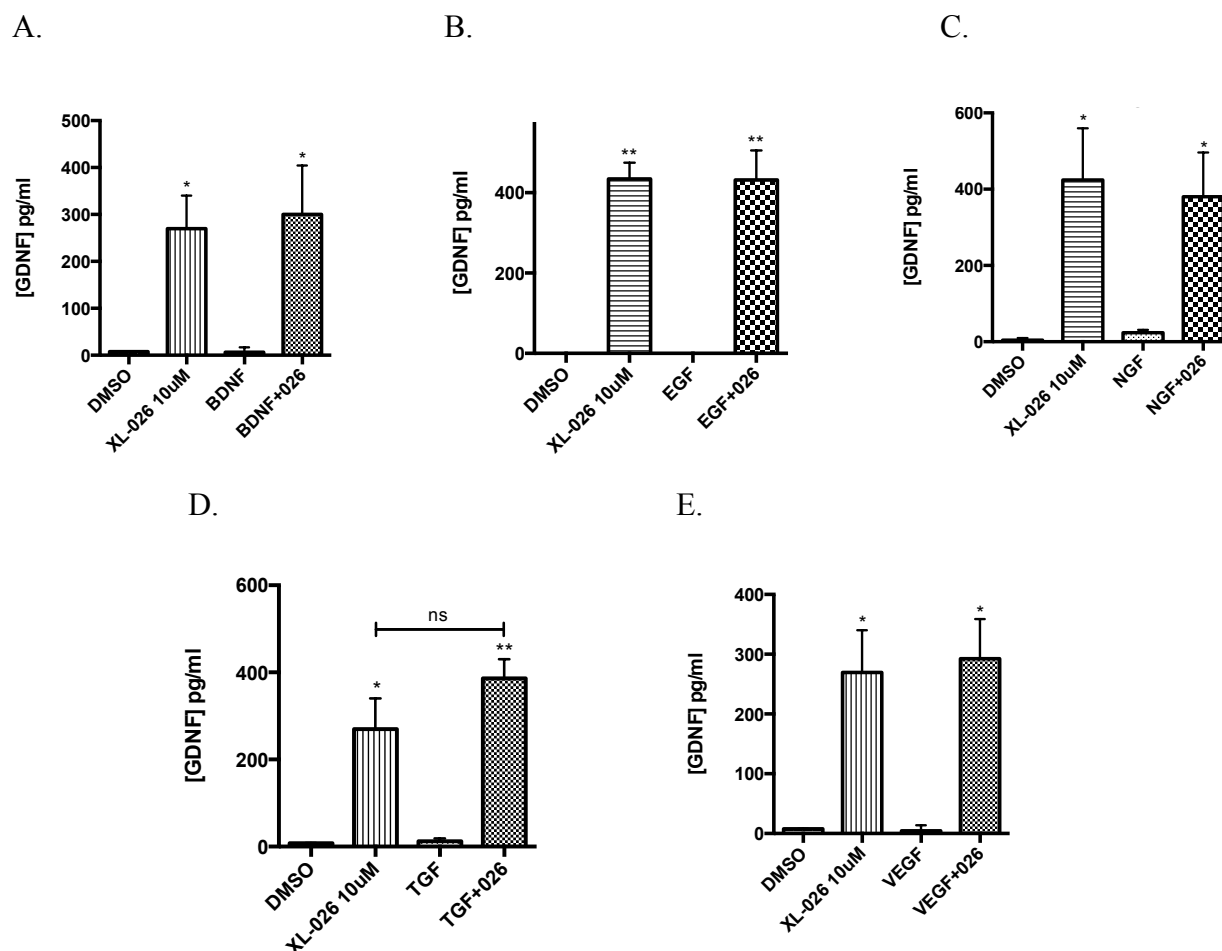 A.
B.
C.
[GDNF] pg/ml
500
400
300
200
100
0
*
*
DMSO
XL-026 10uM
BDNF
BDNF+026
[GDNF] pg/ml
400
200
0
**
**
DMSO
XL-026 10uM
EGF
EGF+026
[GDNF] pg/ml
600
400
200
0
*
*
DMSO
XL-026 10uM
NGF
NGF+026
D.
E.
[GDNF] pg/ml
600
400
200
0
ns
*
**
DMSO
XL-026 10uM
TGF
TGF+026
[GDNF] pg/ml
400
300
200
100
0
*
*
DMSO
XL-026 10uM
VEGF
VEGF+026